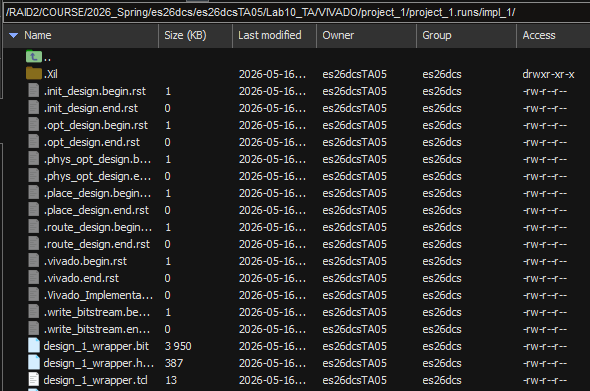 /RAID2/COURSE/2026_Spring/es26dcs/es26dcsTA05/Lab10_TA/VIVADO/project_1/project_1.runs/impl_1/
Name Size (KB) Last modified Owner Group Access
..
.Xil 2026-05-16... es26dcsTA05 es26dcs drwxr-xr-x
.init_design.begin.rst 1 2026-05-16... es26dcsTA05 es26dcs -rw-r--r--
.init_design.end.rst 0 2026-05-16... es26dcsTA05 es26dcs -rw-r--r--
.opt_design.begin.rst 1 2026-05-16... es26dcsTA05 es26dcs -rw-r--r--
.opt_design.end.rst 0 2026-05-16... es26dcsTA05 es26dcs -rw-r--r--
.phys_opt_design.b... 1 2026-05-16... es26dcsTA05 es26dcs -rw-r--r--
.phys_opt_design.e... 0 2026-05-16... es26dcsTA05 es26dcs -rw-r--r--
.place_design.begin... 1 2026-05-16... es26dcsTA05 es26dcs -rw-r--r--
.place_design.end.rst 0 2026-05-16... es26dcsTA05 es26dcs -rw-r--r--
.route_design.begin... 1 2026-05-16... es26dcsTA05 es26dcs -rw-r--r--
.route_design.end.rst 0 2026-05-16... es26dcsTA05 es26dcs -rw-r--r--
.vivado.begin.rst 1 2026-05-16... es26dcsTA05 es26dcs -rw-r--r--
.vivado.end.rst 0 2026-05-16... es26dcsTA05 es26dcs -rw-r--r--
.Vivado_Implementa... 0 2026-05-16... es26dcsTA05 es26dcs -rw-r--r--
.write_bitstream.be... 1 2026-05-16... es26dcsTA05 es26dcs -rw-r--r--
.write_bitstream.en... 0 2026-05-16... es26dcsTA05 es26dcs -rw-r--r--
design_1_wrapper.bit 3 950 2026-05-16... es26dcsTA05 es26dcs -rw-r--r--
design_1_wrapper.h... 387 2026-05-16... es26dcsTA05 es26dcs -rw-r--r--
design_1_wrapper.tcl 13 2026-05-16... es26dcsTA05 es26dcs -rw-r--r--